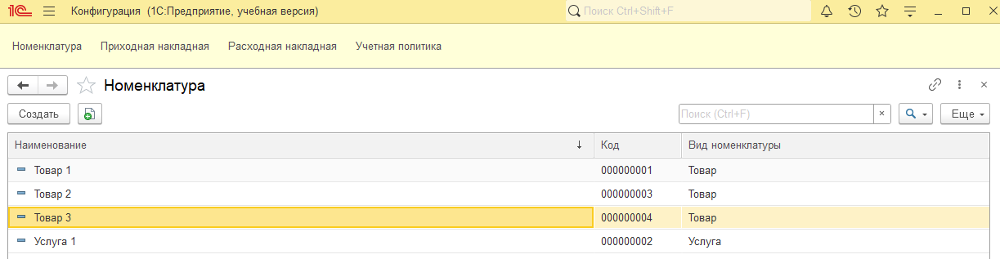 1С Конфигурация (1С:Предприятие, учебная версия) Поиск Ctrl+Shift+F
Номенклатура Приходная накладная Расходная накладная Учетная политика
Номенклатура
Создать Поиск (Ctrl+F) × Еще
Наименование ↓ Код Вид номенклатуры
Товар 1 000000001 Товар
Товар 2 000000003 Товар
Товар 3 000000004 Товар
Услуга 1 000000002 Услуга